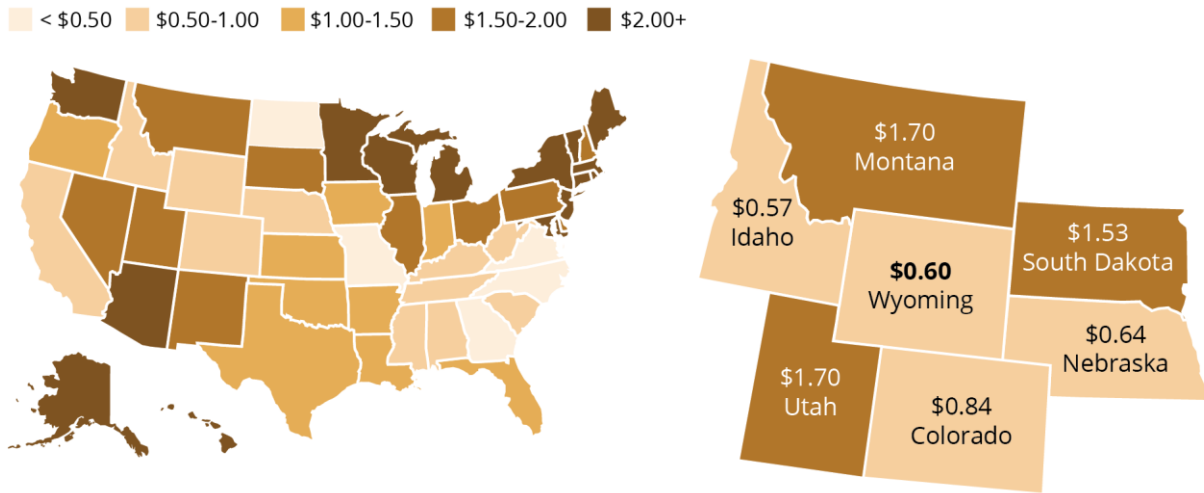 < $0.50 $0.50-1.00 $1.00-1.50 $1.50-2.00 $2.00+
$1.70
Montana
$0.57
Idaho
$0.60
Wyoming
$1.53
South Dakota
$0.64
Nebraska
$1.70
Utah
$0.84
Colorado